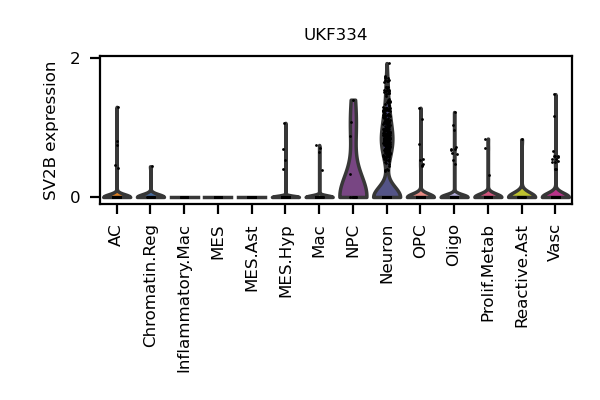 UKF334
SV2B expression
2
0
AC
Chromatin.Reg
Inflammatory.Mac
MES
MES.Ast
MES.Hyp
Mac
NPC
Neuron
OPC
Oligo
Prolif.Metab
Reactive.Ast
Vasc